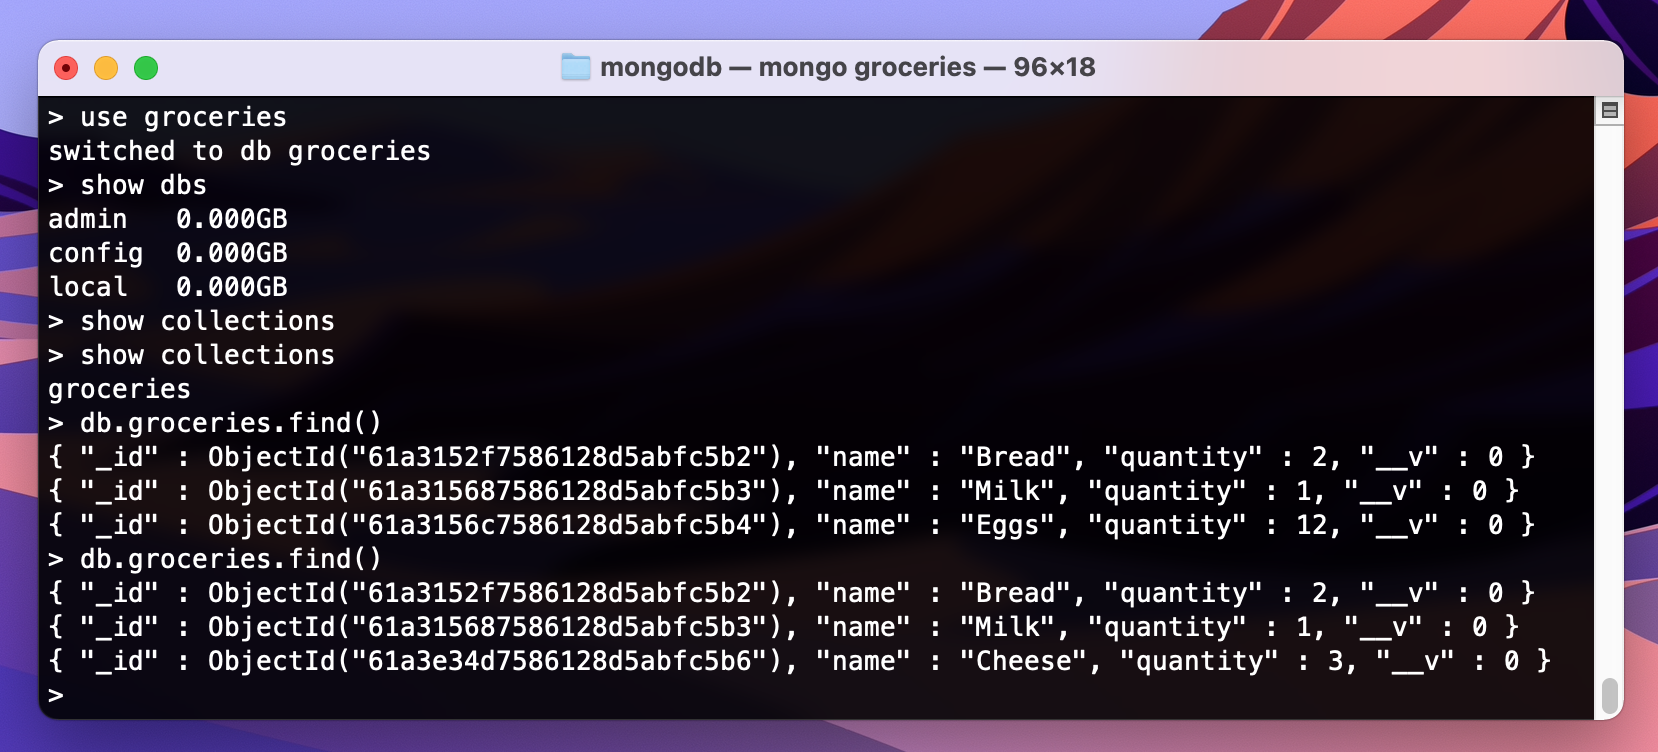 mongodb — mongo groceries — 96×18
> use groceries
switched to db groceries
> show dbs
admin   0.000GB
config  0.000GB
local   0.000GB
> show collections
> show collections
groceries
> db.groceries.find()
{ "_id" : ObjectId("61a3152f7586128d5abfc5b2"), "name" : "Bread", "quantity" : 2, "__v" : 0 }
{ "_id" : ObjectId("61a315687586128d5abfc5b3"), "name" : "Milk", "quantity" : 1, "__v" : 0 }
{ "_id" : ObjectId("61a3156c7586128d5abfc5b4"), "name" : "Eggs", "quantity" : 12, "__v" : 0 }
> db.groceries.find()
{ "_id" : ObjectId("61a3152f7586128d5abfc5b2"), "name" : "Bread", "quantity" : 2, "__v" : 0 }
{ "_id" : ObjectId("61a315687586128d5abfc5b3"), "name" : "Milk", "quantity" : 1, "__v" : 0 }
{ "_id" : ObjectId("61a3e34d7586128d5abfc5b6"), "name" : "Cheese", "quantity" : 3, "__v" : 0 }
>